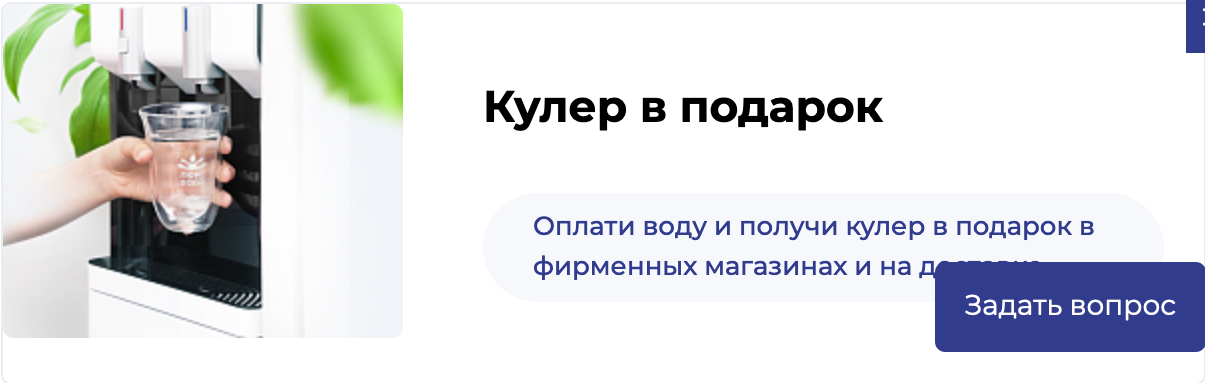 Кулер в подарок
Оплати воду и получи кулер в подарок в
фирменных магазинах и на
Задать вопрос